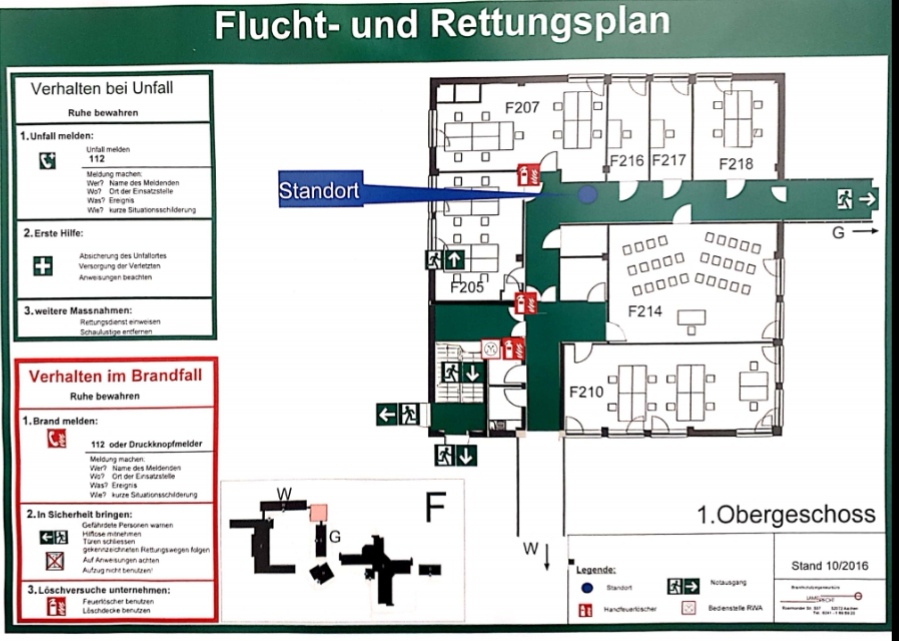 Flucht- und Rettungsplan
Verhalten bei Unfall
Ruhe bewahren
1.Unfall melden:
Unfall melden
112
Meldung machen:
Wer? Name des Meldenden
Wo? Ort der Einsatzstelle
Was? Ereignis
Wie? kurze Situationsschilderung
2.Erste Hilfe:
Absicherung des Unfallortes
Versorgung der Verletzten
Anweisungen beachten
3.weitere Massnahmen:
Rettungsdienst einweisen
Schaulustige entfernen
Verhalten im Brandfall
Ruhe bewahren
1.Brand melden:
112 oder Druckknopfmelder
Meldung machen:
Wer? Name des Meldenden
Wo? Ort der Einsatzstelle
Was? Ereignis
Wie? kurze Situationsschilderung
2.In Sicherheit bringen:
Gefährdete Personen warnen
Hilflose mitnehmen
Türen schliessen
gekennzeichneten Rettungswegen folgen
Auf Anweisungen achten
Aufzug nicht benutzen!
3.Löschversuche unternehmen:
Feuerlöscher benutzen
Löschdecke benutzen
Standort
F207
F216
F217
F218
G
F205
F214
F210
W
W
G
F
1.Obergeschoss
Legende:
Standort
Notausgang
Handfeuerlöscher
Bedienstelle RWA
Stand 10/2016